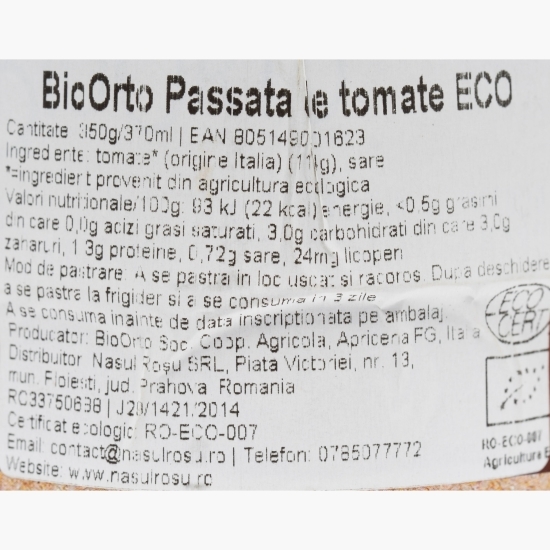 BioOrto Passata de tomate ECO
Cantitate: 350g/370ml | EAN 805149001623
Ingrediente: tomate* (origine Italia) (11kg), sare
*=ingredient provenit din agricultura ecologica
Valori nutritionale/100g: 93 kJ (22 kcal) energie, <0.5g grasimi
din care 0,0g acizi grasi saturati, 3,0g carbohidrati din care 3,0g
zaharuri, 1,3g proteine, 0,72g sare, 24mg licopen
Mod de pastrare: A se pastra in loc uscat si racoros. Dupa deschidere
a se pastra la frigider si a se consuma in 3 zile
A se consuma inainte de data inscriptionata pe ambalaj.
Producator: BioOrto Soc. Coop. Agricola, Apricena FG, Italia
Distribuitor: Nasul Roşu SRL, Piata Victoriei, nr. 13,
mun. Ploiesti, jud. Prahova, Romania
RO33750698 | J29/1421/2014
Certificat ecologic: RO-ECO-007
Email: contact@nasulrosu.ro | Telefon: 0765077772
Website: www.nasulrosu.ro
ECO
CERT
RO-ECO-007
Agriculture